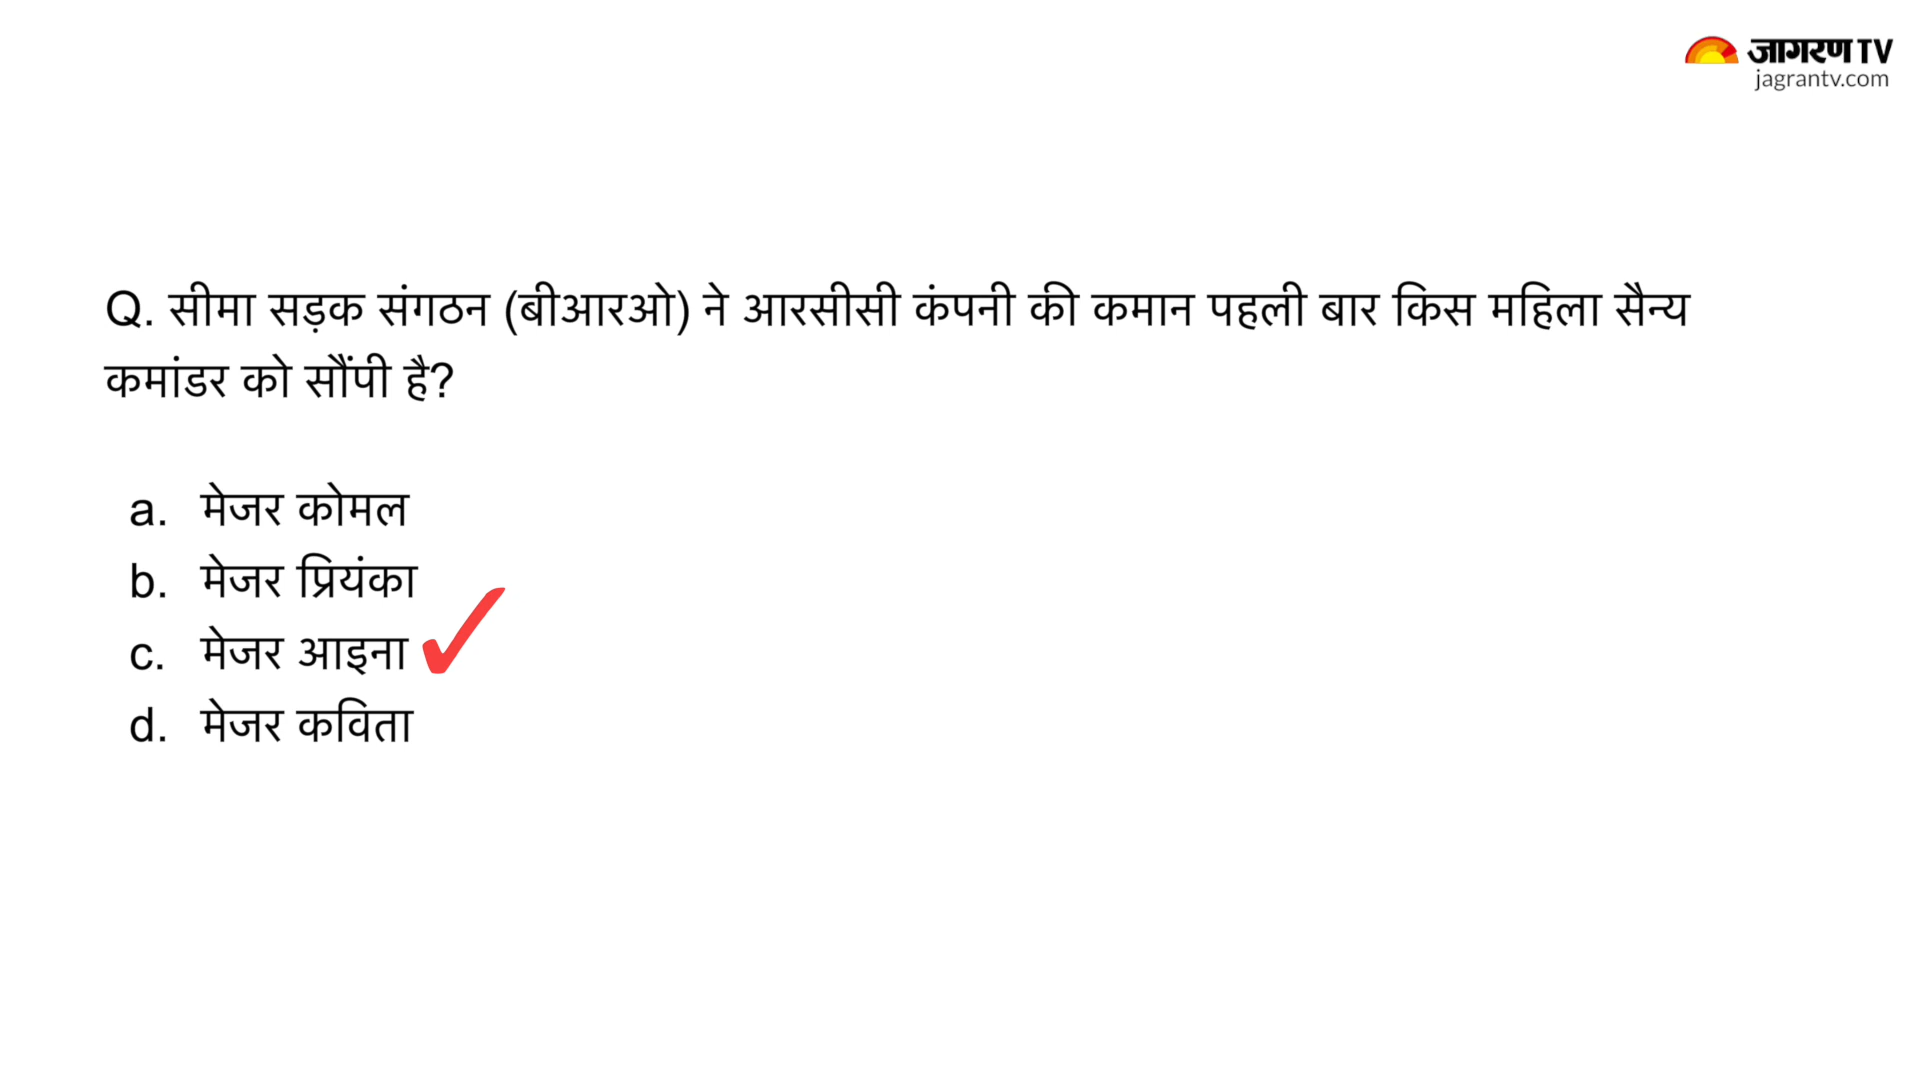 जागरण TV
jagrantv.com
Q. सीमा सड़क संगठन (बीआरओ) ने आरसीसी कंपनी की कमान पहली बार किस महिला सैन्य
कमांडर को सौंपी है?
a. मेजर कोमल
b. मेजर प्रियंका
c. मेजर आइना
d. मेजर कविता